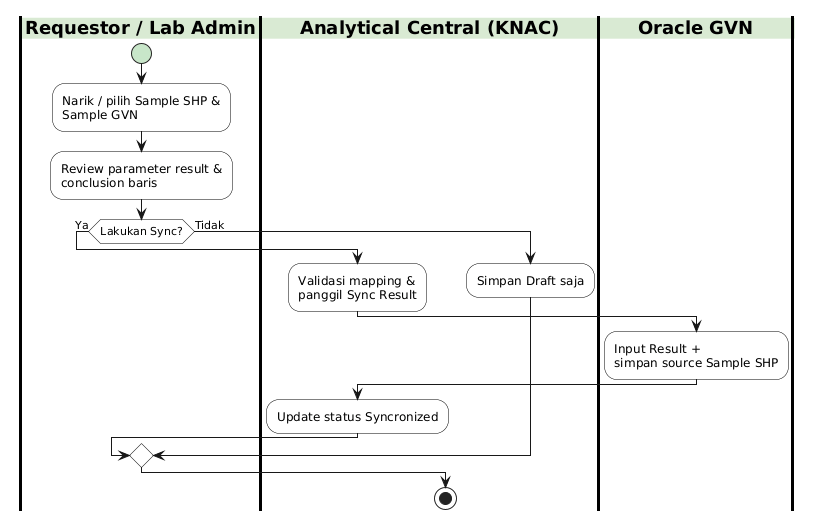 Requestor / Lab Admin
Analytical Central (KNAC)
Oracle GVN
Narik / pilih Sample SHP &
Sample GVN
Review parameter result &
conclusion baris
Ya
Lakukan Sync?
Tidak
Validasi mapping &
panggil Sync Result
Simpan Draft saja
Input Result +
simpan source Sample SHP
Update status Syncronized